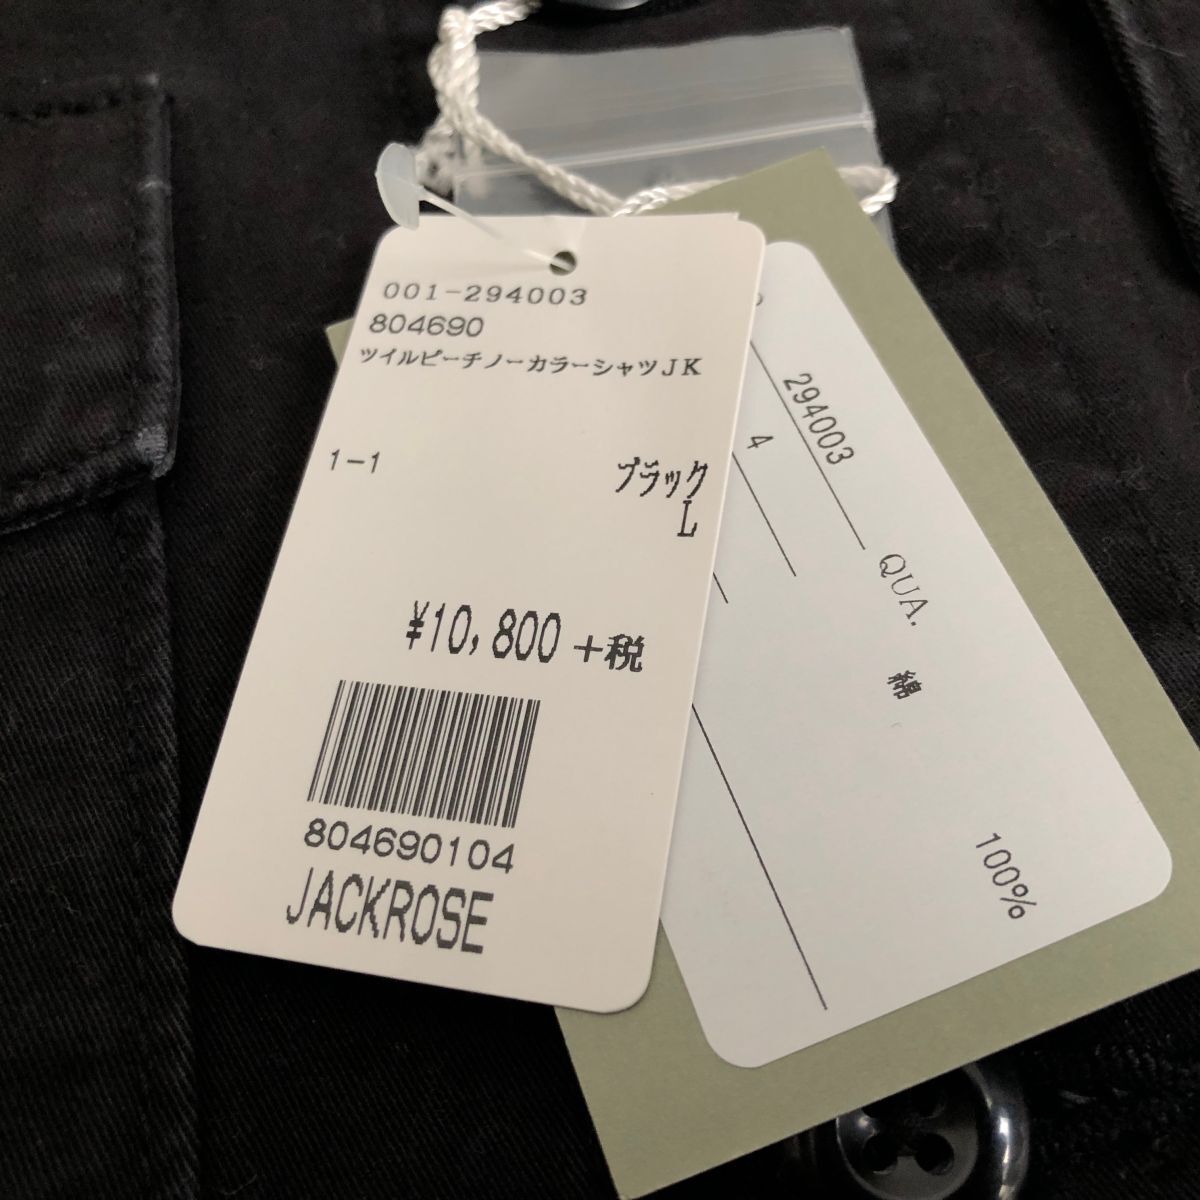 001-294003
804690
ツイルピーチノーカラーシャツJK
1-1
ブラック
L
¥10,800+税
804690104
JACKROSE
294003
4
QUA.
綿
100%